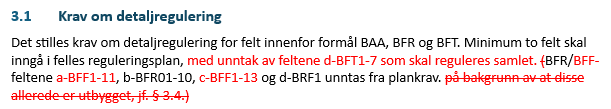 3.1 Krav om detaljregulering
Det stilles krav om detaljregulering for felt innenfor formål BAA, BFR og BFT. Minimum to felt skal
inngå i felles reguleringsplan, med unntak av feltene d-BFT1-7 som skal reguleres samlet. (BFR/BFF-
feltene a-BFF1-11, b-BFR01-10, c-BFF1-13 og d-BRF1 unntas fra plankrav. på bakgrunn av at disse
allerede er utbygget, jf. § 3.4.)